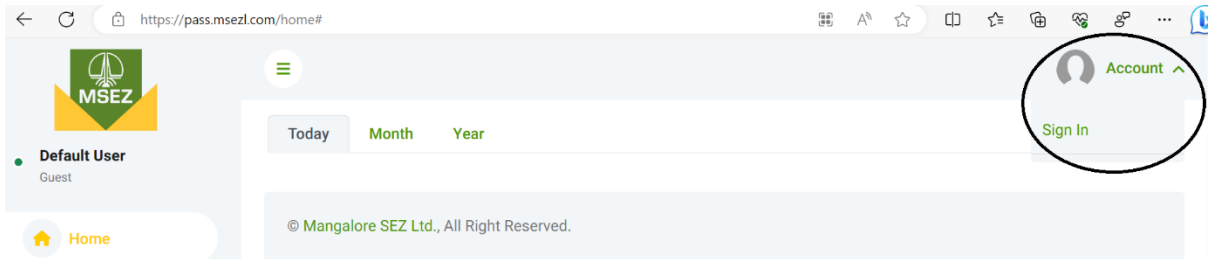 https://pass.msezl.com/home#
MSEZ
Account
Today Month Year
Sign In
Default User
Guest
© Mangalore SEZ Ltd., All Right Reserved.
Home